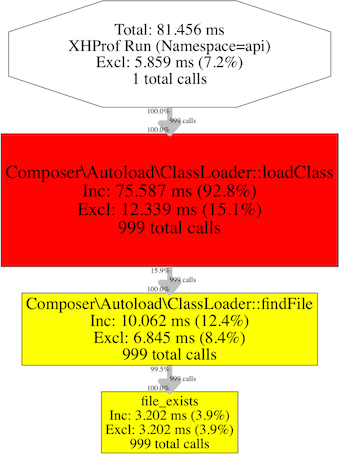 Total: 81.456 ms
XHProf Run (Namespace=api)
Excl: 5.859 ms (7.2%)
1 total calls
100.0%
999 calls
100.0%
Composer\Autoload\ClassLoader::loadClass
Inc: 75.587 ms (92.8%)
Excl: 12.339 ms (15.1%)
999 total calls
15.9%
999 calls
100.0%
Composer\Autoload\ClassLoader::findFile
Inc: 10.062 ms (12.4%)
Excl: 6.845 ms (8.4%)
999 total calls
99.5%
999 calls
100.0%
file_exists
Inc: 3.202 ms (3.9%)
Excl: 3.202 ms (3.9%)
999 total calls